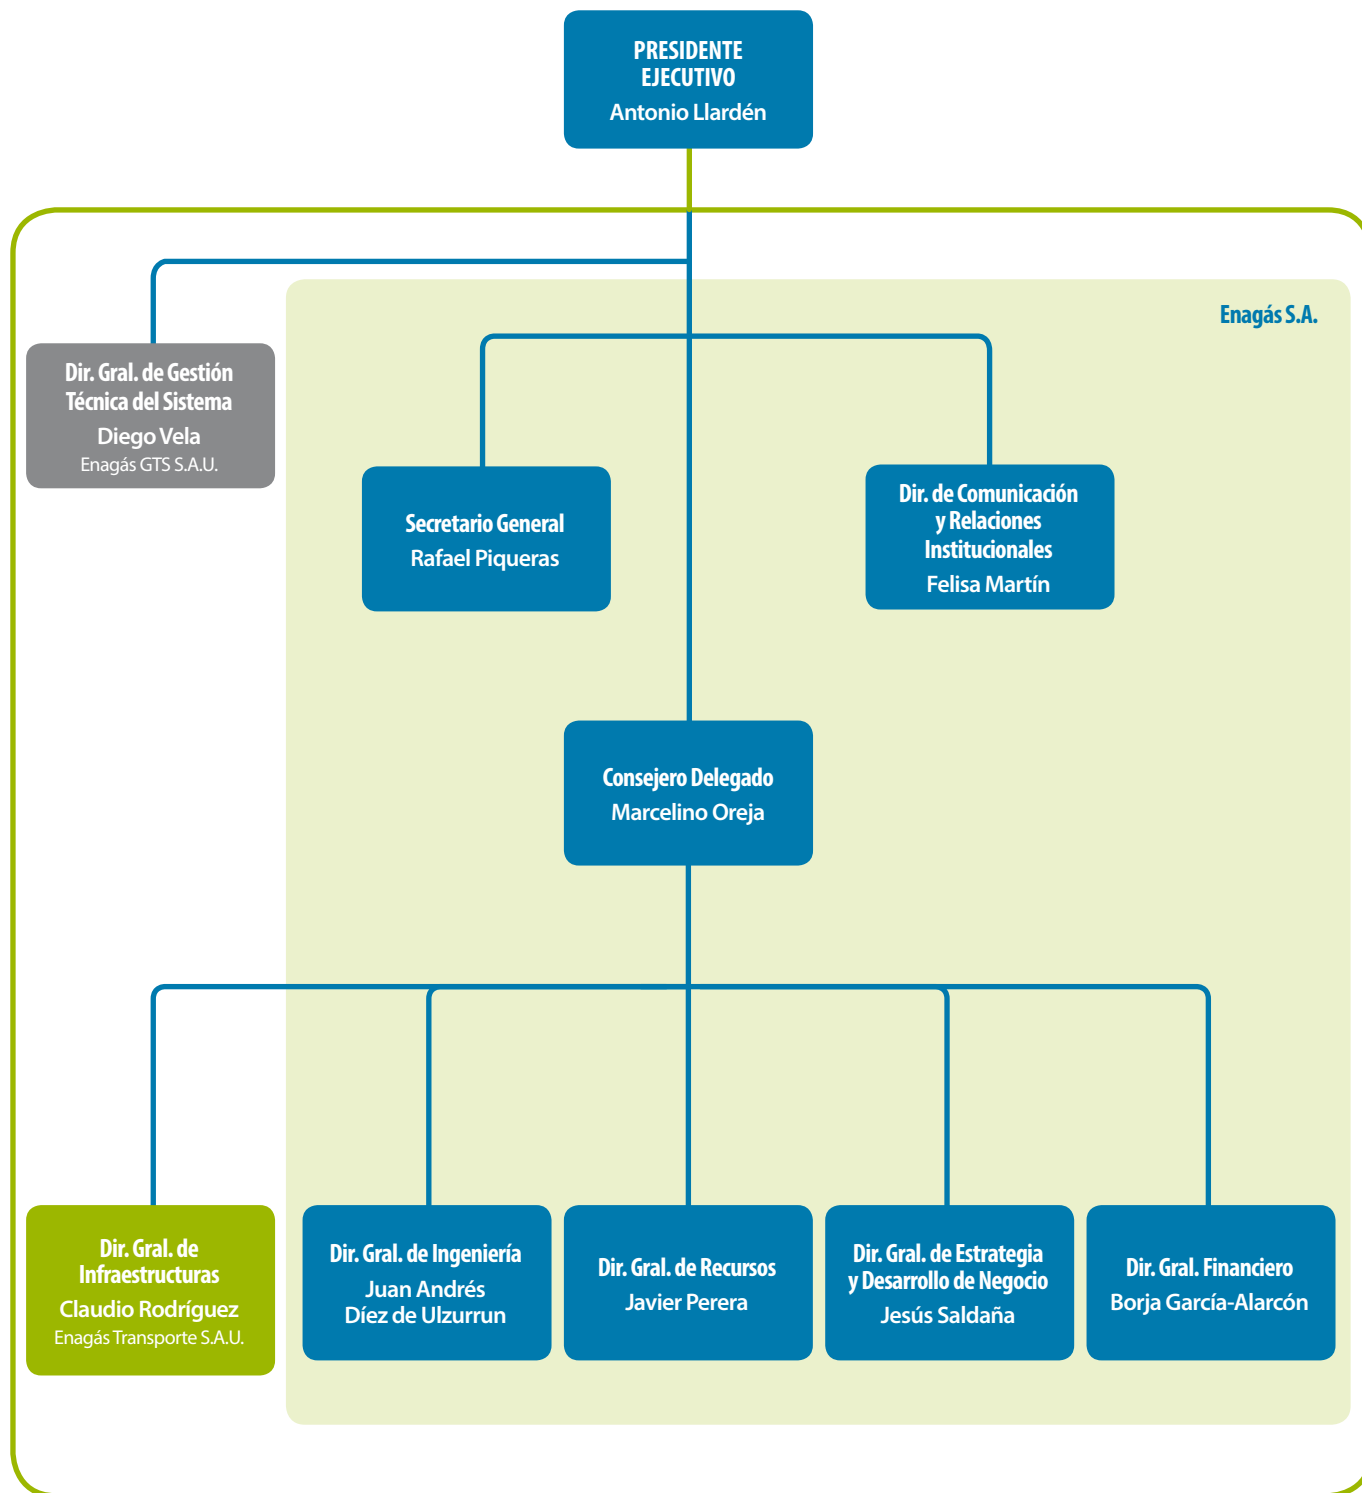 PRESIDENTE
EJECUTIVO
Antonio Llardén
Enagás S.A.
Dir. Gral. de Gestión
Técnica del Sistema
Diego Vela
Enagás GTS S.A.U.
Secretario General
Rafael Piqueras
Dir. de Comunicación
y Relaciones
Institucionales
Felisa Martín
Consejero Delegado
Marcelino Oreja
Dir. Gral. de
Infraestructuras
Claudio Rodríguez
Enagás Transporte S.A.U.
Dir. Gral. de Ingeniería
Juan Andrés
Díez de Ulzurrun
Dir. Gral. de Recursos
Javier Perera
Dir. Gral. de Estrategia
y Desarrollo de Negocio
Jesús Saldaña
Dir. Gral. Financiero
Borja García-Alarcón